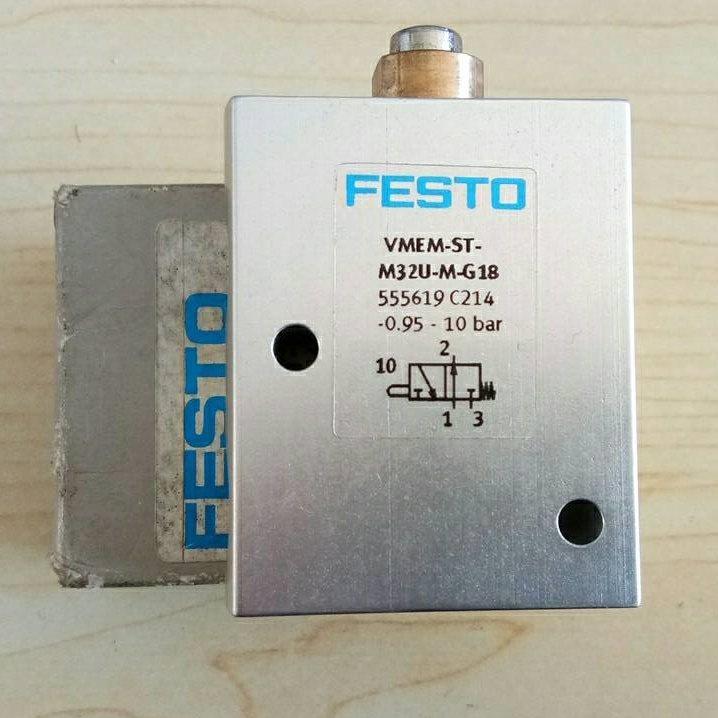 FESTO
VMEM-ST-
M32U-M-G18
555619 C214
-0.95 - 10 bar
2
10
1 3
FESTO